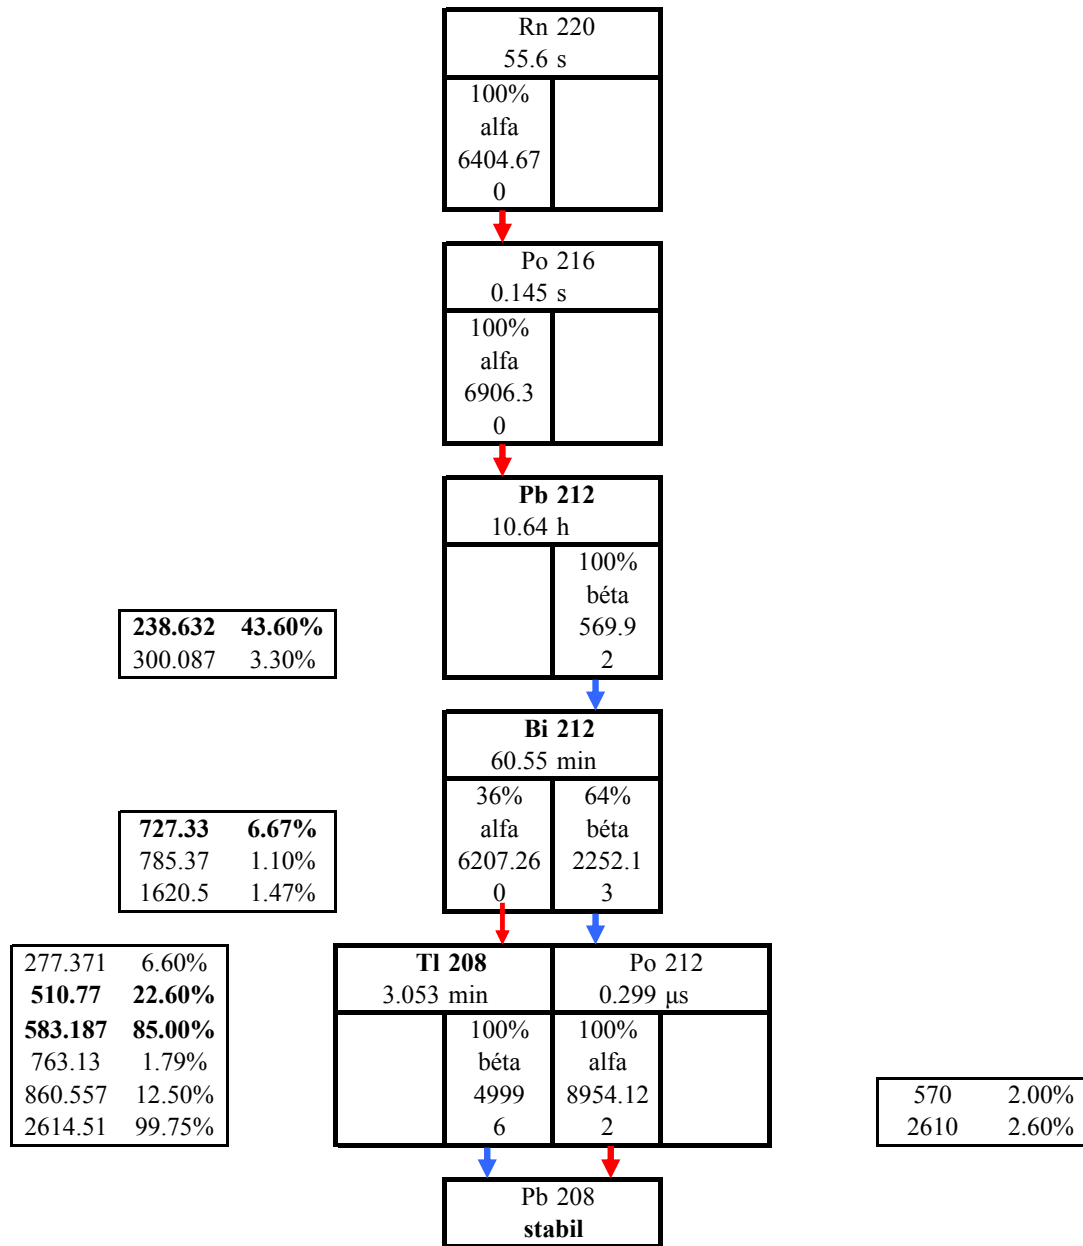 Rn 220
55.6 s
100%
alfa
6404.67
0
Po 216
0.145 s
100%
alfa
6906.3
0
Pb 212
10.64 h
100%
béta
569.9
2
238.632 43.60%
300.087 3.30%
Bi 212
60.55 min
36% 64%
alfa béta
6207.26 2252.1
0 3
727.33 6.67%
785.37 1.10%
1620.5 1.47%
Tl 208 Po 212
3.053 min 0.299 µs
100% 100%
béta alfa
4999 8954.12
6 2
277.371 6.60%
510.77 22.60%
583.187 85.00%
763.13 1.79%
860.557 12.50%
2614.51 99.75%
570 2.00%
2610 2.60%
Pb 208
stabil